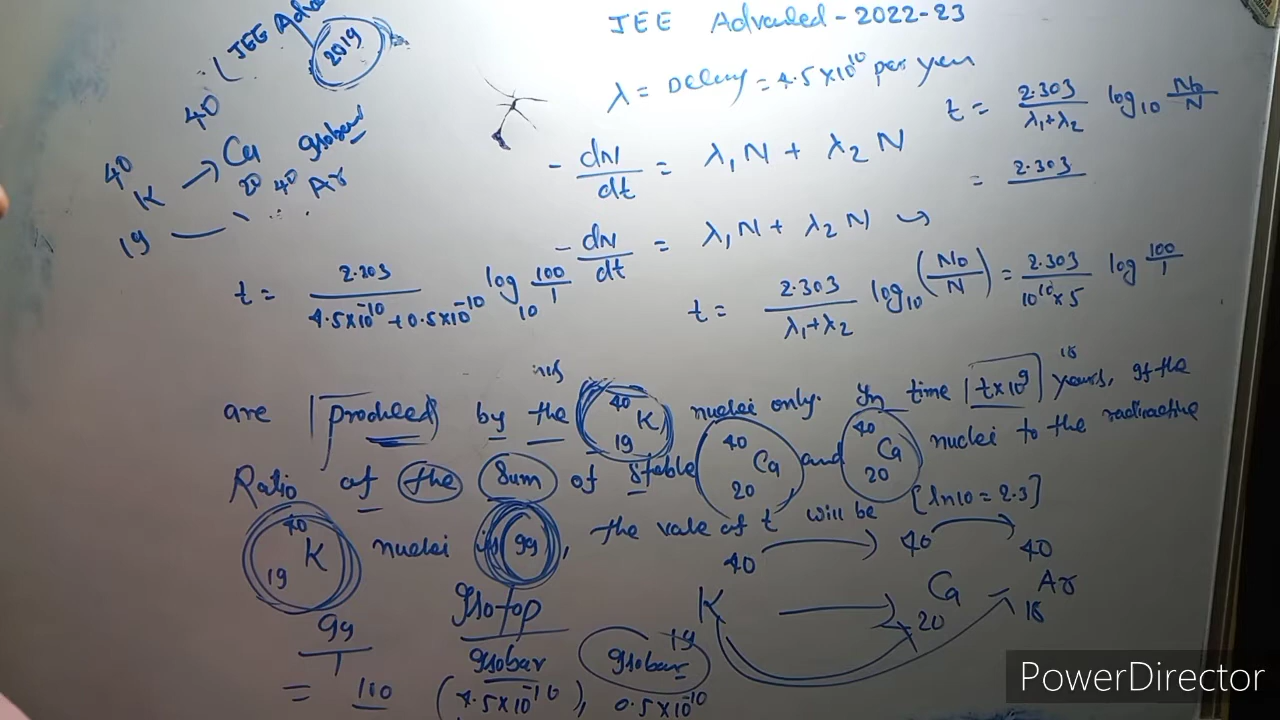 JEE Advanced - 2022-23
(JEE Adva
2019
λ = Decay = 4.5×10^10 per year
40 K 19 → 40 Ca 20 Isobar
40 Ar
- dN/dt = λ₁N + λ₂N
t = 2.303/(λ₁+λ₂) log₁₀ N₀/N
= 2.303
- dN/dt = λ₁N + λ₂N
t = 2.303/(4.5×10^-10 + 0.5×10^-10) log₁₀ 100/1
t = 2.303/(λ₁+λ₂) log₁₀ (N₀/N) = 2.303/(10^10 × 5) log 100/1
are produced by the this 40 K 19 nuclei only. In time t×10^9 years, if the
Ratio of the Sum of stable 40 Ca 20 and 40 Ca 20 nuclei to the radioactive
40 K 19 nuclei is 99, the vale of t will be [ln10 = 2.3]
99/1
= 100
Isotop
Isobar
Isobar
(4.5×10^-10), 0.5×10^-10
40 K 19 40 Ca 20 40 Ar 18
PowerDirector